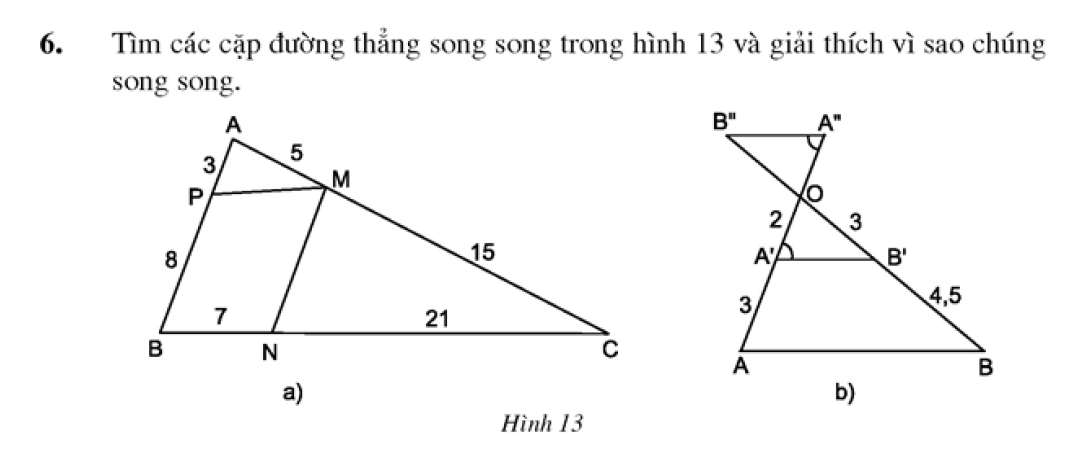 6. Tìm các cặp đường thẳng song song trong hình 13 và giải thích vì sao chúng
song song.
A
3
5
P
M
8
15
7
21
B
N
C
a)
B"
A"
O
2
3
A'
B'
3
4,5
A
B
b)
Hình 13